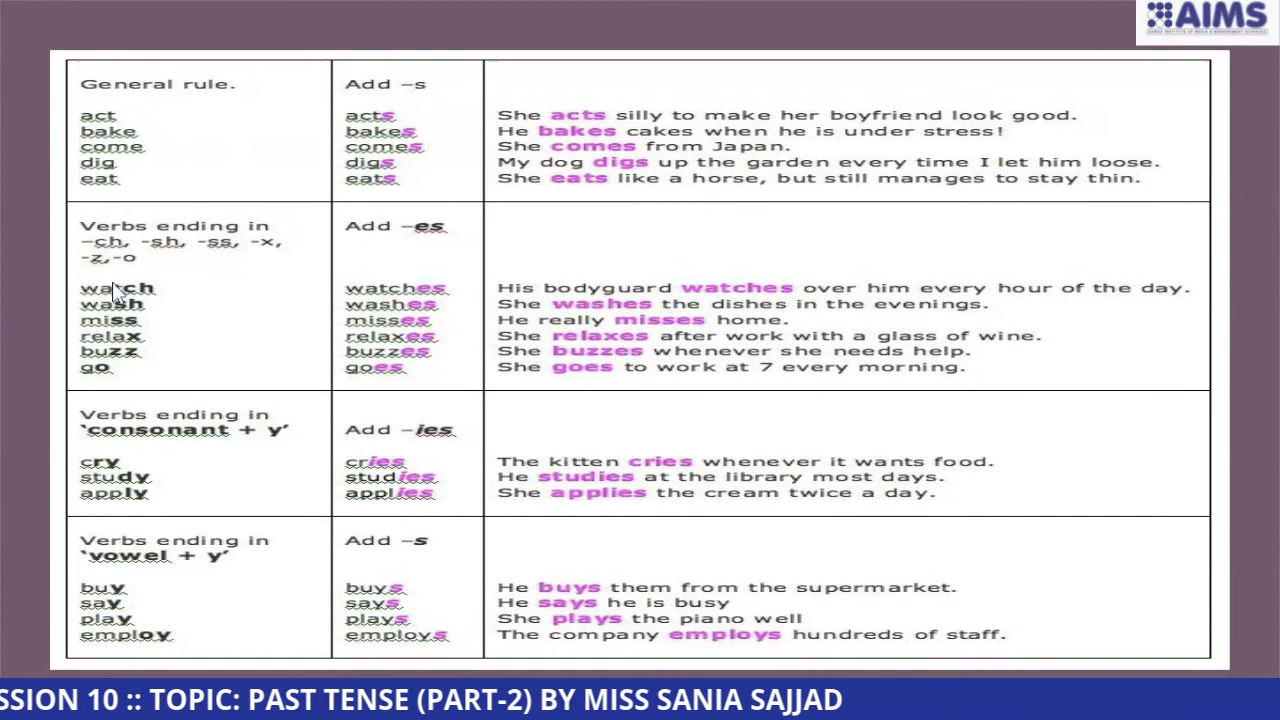 AIMS
General rule. Add –s
act acts She acts silly to make her boyfriend look good.
bake bakes He bakes cakes when he is under stress!
come comes She comes from Japan.
dig digs My dog digs up the garden every time I let him loose.
eat eats She eats like a horse, but still manages to stay thin.
Verbs ending in Add –es
–ch, -sh, -ss, -x,
-z,-o
watch watches His bodyguard watches over him every hour of the day.
wash washes She washes the dishes in the evenings.
miss misses He really misses home.
relax relaxes She relaxes after work with a glass of wine.
buzz buzzes She buzzes whenever she needs help.
go goes She goes to work at 7 every morning.
Verbs ending in
‘consonant + y’ Add –ies
cry cries The kitten cries whenever it wants food.
study studies He studies at the library most days.
apply applies She applies the cream twice a day.
Verbs ending in Add –s
‘vowel + y’
buy buys He buys them from the supermarket.
say says He says he is busy
play plays She plays the piano well
employ employs The company employs hundreds of staff.
SSION 10 :: TOPIC: PAST TENSE (PART-2) BY MISS SANIA SAJJAD